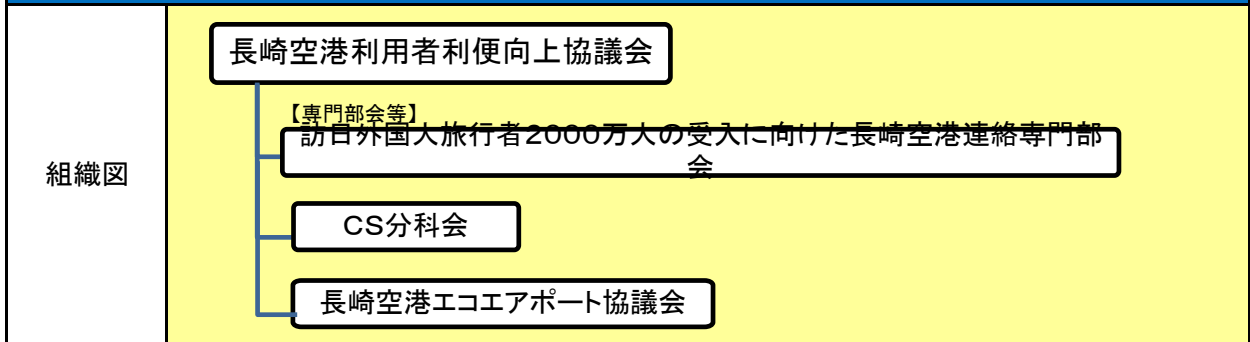 組織図
長崎空港利用者利便向上協議会
【専門部会等】
訪日外国人旅行者2000万人の受入に向けた長崎空港連絡専門部
会
CS分科会
長崎空港エコエアポート協議会